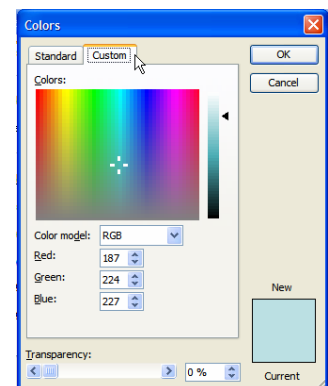 Colors
Standard
Custom
OK
Cancel
Colors:
Color model:
RGB
Red:
187
Green:
224
Blue:
227
New
Transparency:
0 %
Current